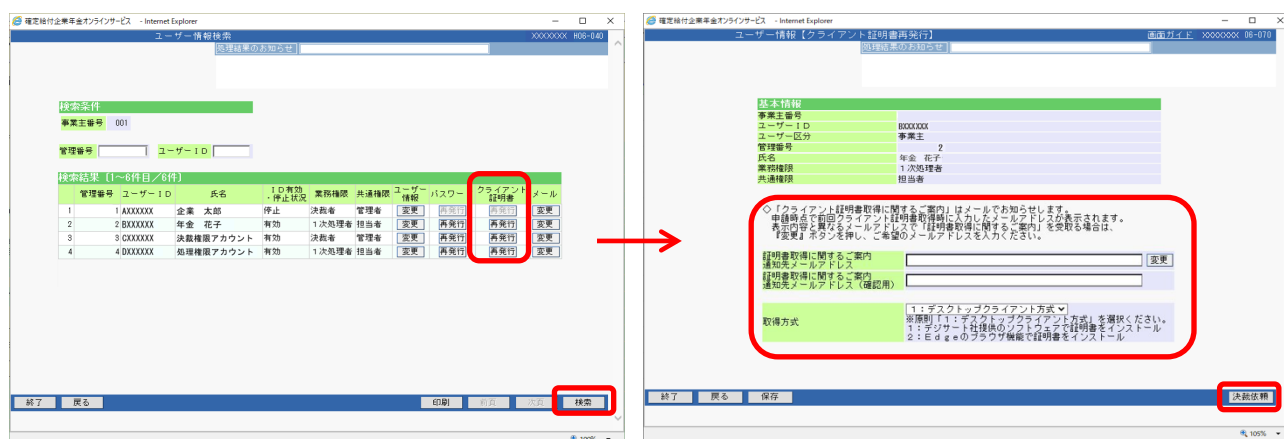 確定給付企業年金オンラインサービス - Internet Explorer
ユーザー情報検索 XXXXXXX H06-040
処理結果のお知らせ
検索条件
事業主番号 001
管理番号 ユーザーID
検索結果〔1～6件目／6件〕
管理番号 ユーザーID 氏名 ID有効・停止状況 業務権限 共通権限 ユーザー情報 パスワー クライアント証明書 メール
1 1 AXXXXXX 企業 太郎 停止 決裁者 管理者 変更 再発行 再発行 変更
2 2 BXXXXXX 年金 花子 有効 1次処理者 担当者 変更 再発行 再発行 変更
3 3 CXXXXXX 決裁権限アカウント 有効 決裁者 管理者 変更 再発行 再発行 変更
4 4 DXXXXXX 処理権限アカウント 有効 1次処理者 担当者 変更 再発行 再発行 変更
終了 戻る 印刷 前頁 次頁 検索
確定給付企業年金オンラインサービス - Internet Explorer
ユーザー情報【クライアント証明書再発行】 画面ガイド XXXXXXXX 06-070
処理結果のお知らせ
基本情報
事業主番号
ユーザーID BXXXXXX
ユーザー区分 事業主
管理番号 2
氏名 年金 花子
業務権限 1次処理者
共通権限 担当者
◇「クライアント証明書取得に関するご案内」はメールでお知らせします。
申請時点で前回クライアント証明書取得時に入力したメールアドレスが表示されます。
表示内容と異なるメールアドレスで「証明書取得に関するご案内」を受取る場合は、
『変更』ボタンを押し、ご希望のメールアドレスを入力ください。
証明書取得に関するご案内
通知先メールアドレス 変更
証明書取得に関するご案内
通知先メールアドレス（確認用）
取得方式 1：デスクトップクライアント方式
※原則「1：デスクトップクライアント方式」を選択ください。
1：デジサート社提供のソフトウェアで証明書をインストール
2：Edgeのブラウザ機能で証明書をインストール
終了 戻る 保存 決裁依頼
105%